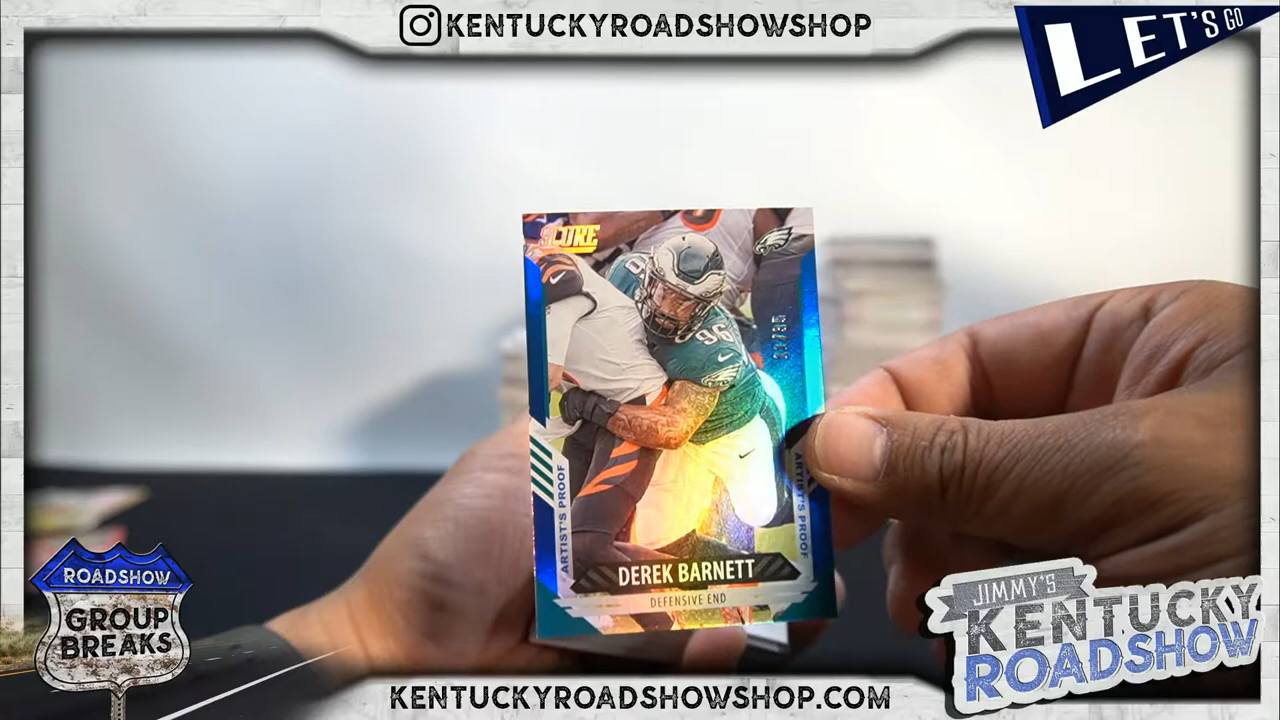 KENTUCKYROADSHOWSHOP
LET'S GO
SCORE
96
ARTIST'S PROOF
ARTIST'S PROOF
DEREK BARNETT
DEFENSIVE END
ROADSHOW
GROUP
BREAKS
JIMMY'S
KENTUCKY
ROADSHOW
KENTUCKYROADSHOWSHOP.COM